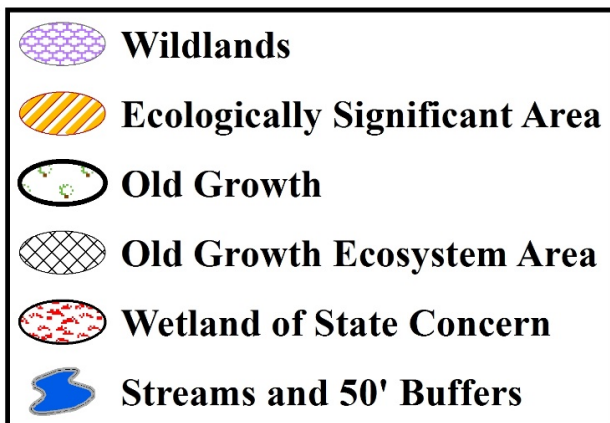 Wildlands
Ecologically Significant Area
Old Growth
Old Growth Ecosystem Area
Wetland of State Concern
Streams and 50' Buffers